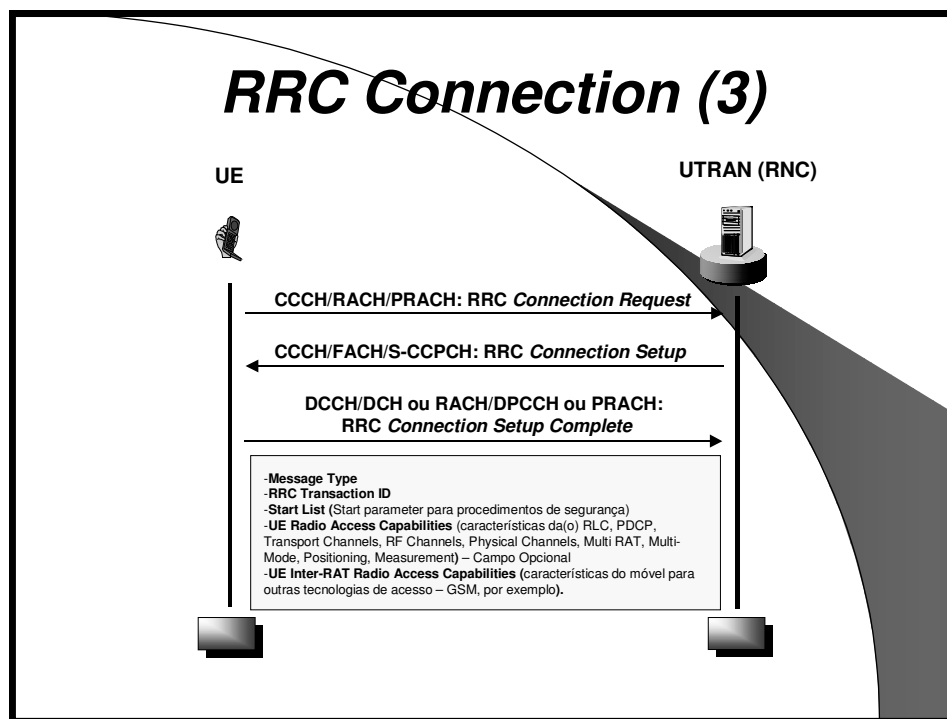 RRC Connection (3)
UE
UTRAN (RNC)
CCCH/RACH/PRACH: RRC Connection Request
CCCH/FACH/S-CCPCH: RRC Connection Setup
DCCH/DCH ou RACH/DPCCH ou PRACH:
RRC Connection Setup Complete
-Message Type
-RRC Transaction ID
-Start List (Start parameter para procedimentos de segurança)
-UE Radio Access Capabilities (características da(o) RLC, PDCP,
Transport Channels, RF Channels, Physical Channels, Multi RAT, Multi-
Mode, Positioning, Measurement) – Campo Opcional
-UE Inter-RAT Radio Access Capabilities (características do móvel para
outras tecnologias de acesso – GSM, por exemplo).